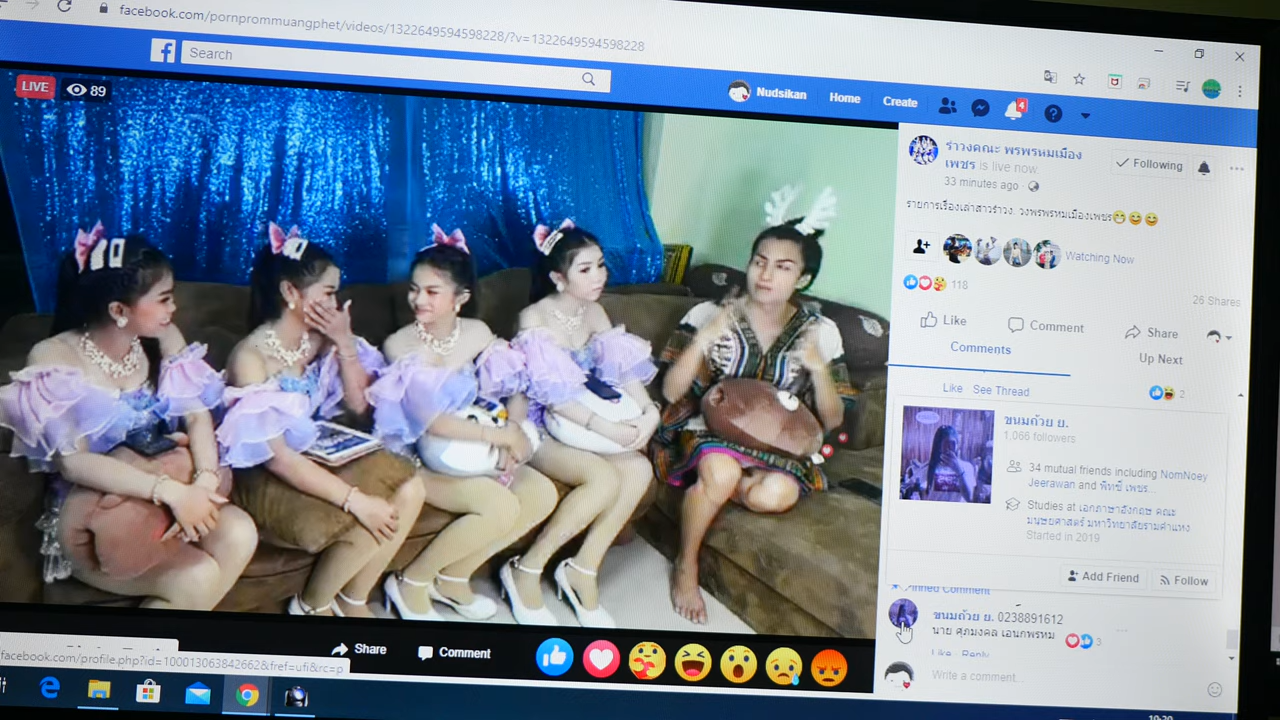 facebook.com/pornprommuangphet/videos/1322649594598228/?v=1322649594598228
Search
Nudsikan
Home
Create
4
LIVE
89
รำวงคณะ พรพรหมเมือง
เพชร is live now.
33 minutes ago
Following
รายการเรื่องเล่าสาวรำวง. วงพรพรหมเมืองเพชร
Watching Now
118
26 Shares
Like
Comment
Share
Comments
Up Next
Like See Thread
2
ขนมถ้วย ย.
1,066 followers
34 mutual friends including NomNoey
Jeerawan and พิทซ์ เพชร...
Studies at เอกภาษาอังกฤษ คณะ
มนุษยศาสตร์ มหาวิทยาลัยรามคำแหง
Started in 2019
Add Friend
Follow
Pinned Comment
ขนมถ้วย ย. 0238891612
นาย ศุภมงคล เอนกพรหม
3
Like Reply
Write a comment...
Share
Comment
facebook.com/profile.php?id=100013063842662&fref=ufi&rc=p
10:20